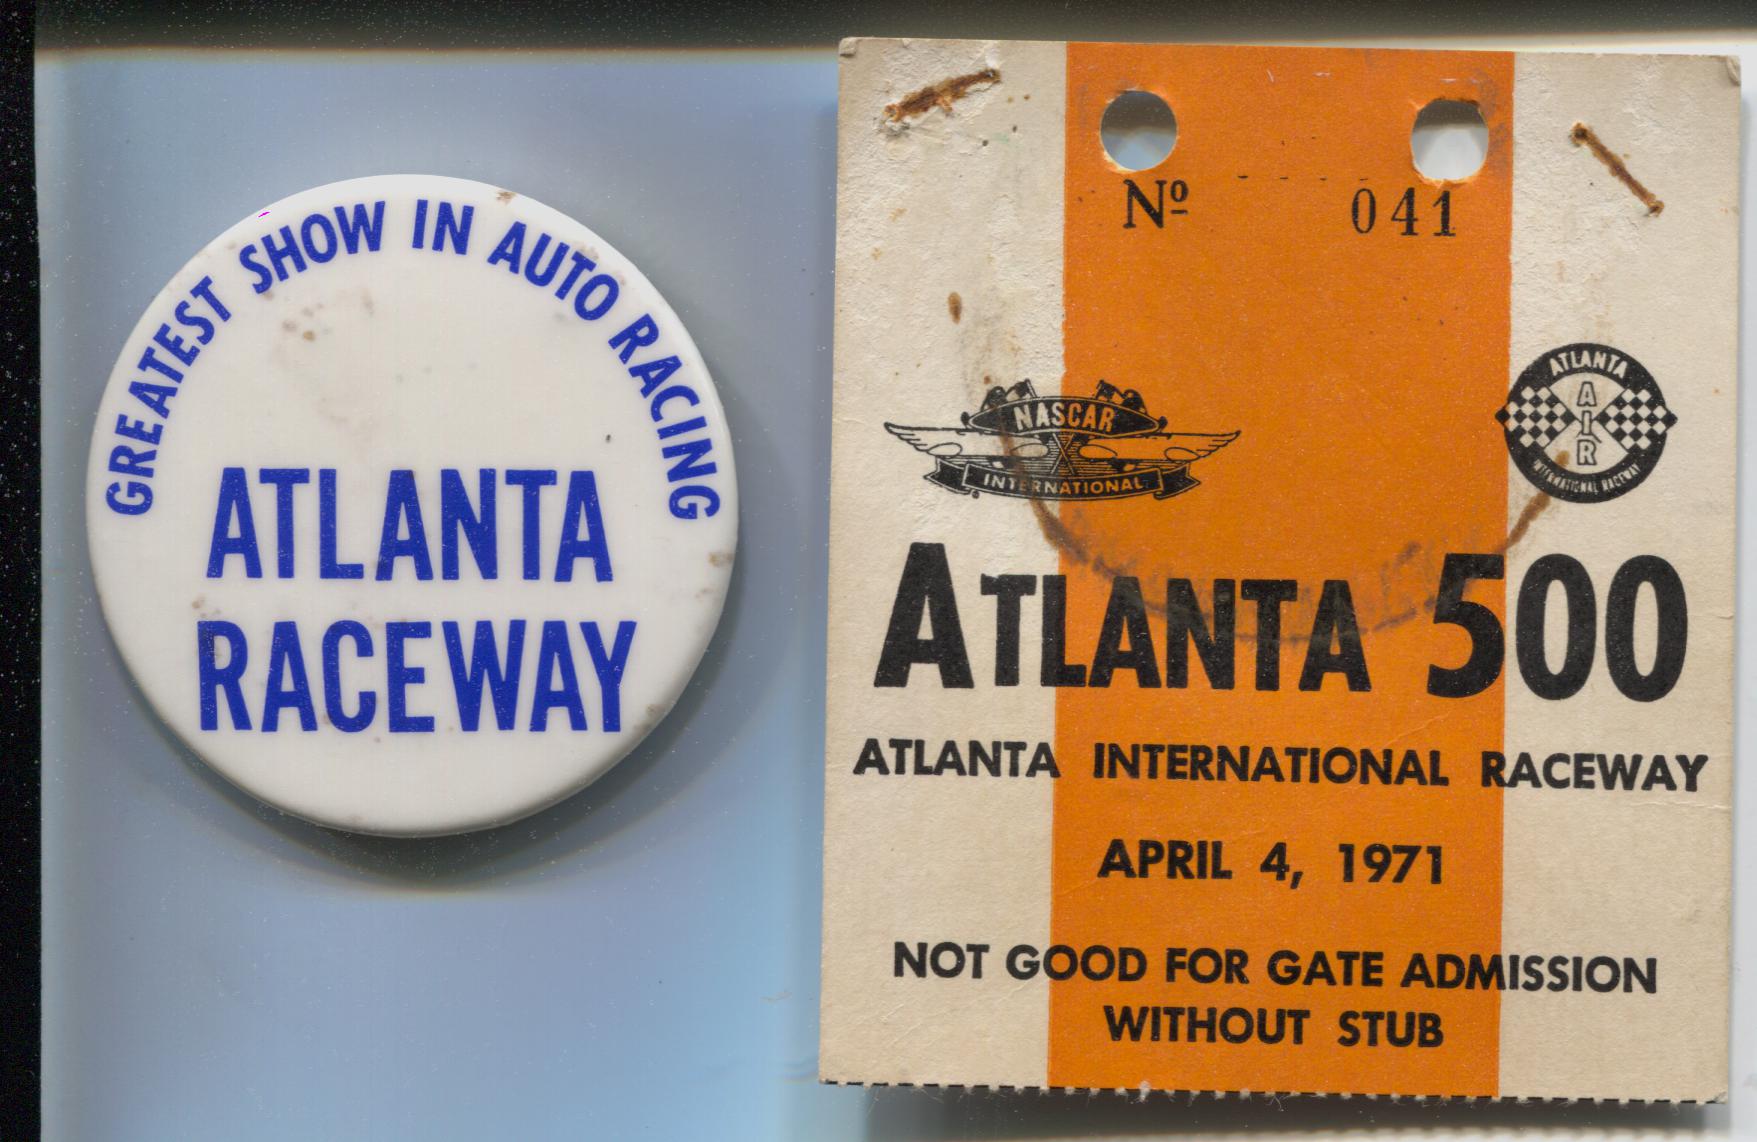 GREATEST SHOW IN AUTO RACING
ATLANTA
RACEWAY
Nº 041
NASCAR
INTERNATIONAL
ATLANTA
AIR
INTERNATIONAL RACEWAY
ATLANTA 500
ATLANTA INTERNATIONAL RACEWAY
APRIL 4, 1971
NOT GOOD FOR GATE ADMISSION
WITHOUT STUB